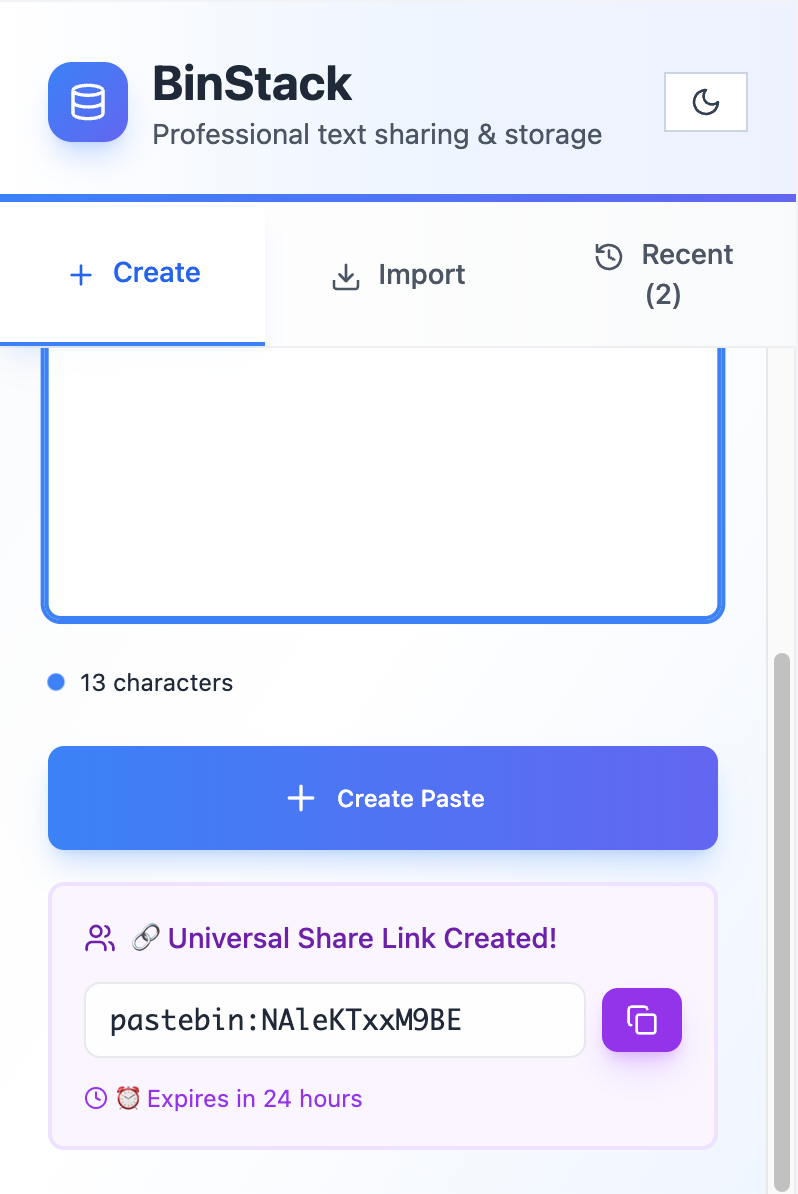 BinStack
Professional text sharing & storage
Create
Import
Recent
(2)
13 characters
Create Paste
🔗 Universal Share Link Created!
pastebin:NAleKTxxM9BE
⏰ Expires in 24 hours